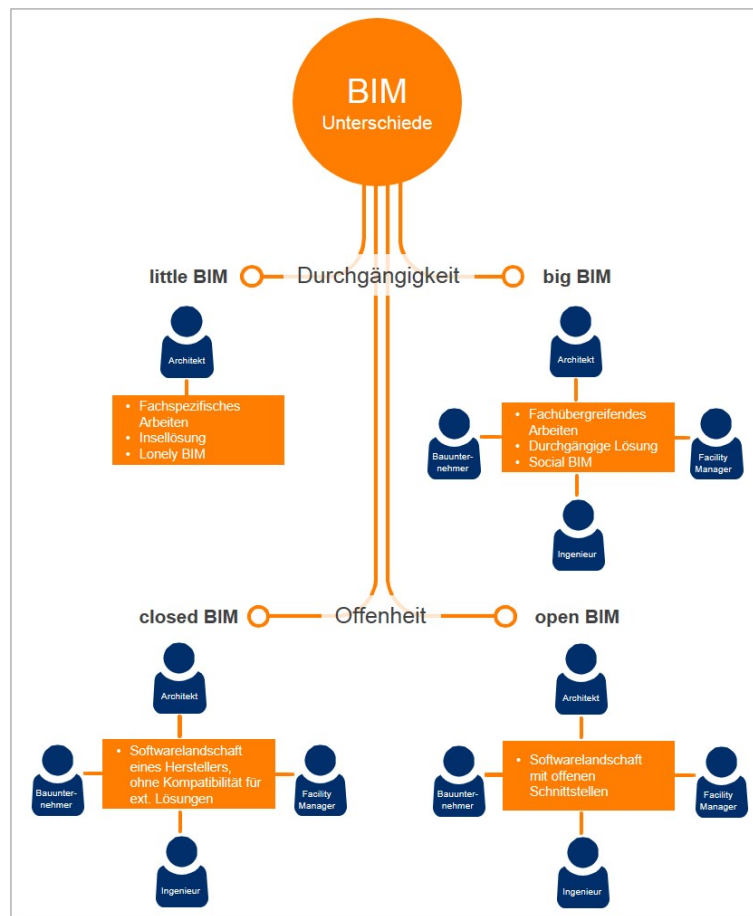 BIM
Unterschiede
little BIM
Durchgängigkeit
big BIM
Architekt
• Fachspezifisches
Arbeiten
• Insellösung
• Lonely BIM
Architekt
• Fachübergreifendes
Arbeiten
• Durchgängige Lösung
• Social BIM
Bauunter-
nehmer
Facility
Manager
Ingenieur
closed BIM
Offenheit
open BIM
Architekt
• Softwarelandschaft
eines Herstellers,
ohne Kompatibilität für
ext. Lösungen
Bauunter-
nehmer
Facility
Manager
Ingenieur
Architekt
• Softwarelandschaft
mit offenen
Schnittstellen
Bauunter-
nehmer
Facility
Manager
Ingenieur